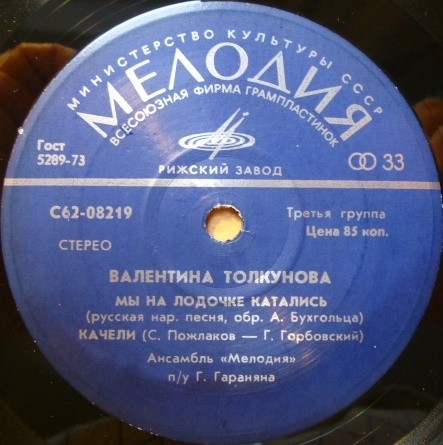 МИНИСТЕРСТВО КУЛЬТУРЫ СССР
МЕЛОДИЯ
ВСЕСОЮЗНАЯ ФИРМА ГРАМПЛАСТИНОК
Гост
5289-73
33
РИЖСКИЙ ЗАВОД
С62-08219
Третья группа
Цена 85 коп.
СТЕРЕО
ВАЛЕНТИНА ТОЛКУНОВА
МЫ НА ЛОДОЧКЕ КАТАЛИСЬ
(русская нар. песня, обр. А. Бухгольца)
КАЧЕЛИ (С. Пожлаков — Г. Горбовский)
Ансамбль «Мелодия»
п/у Г. Гараняна